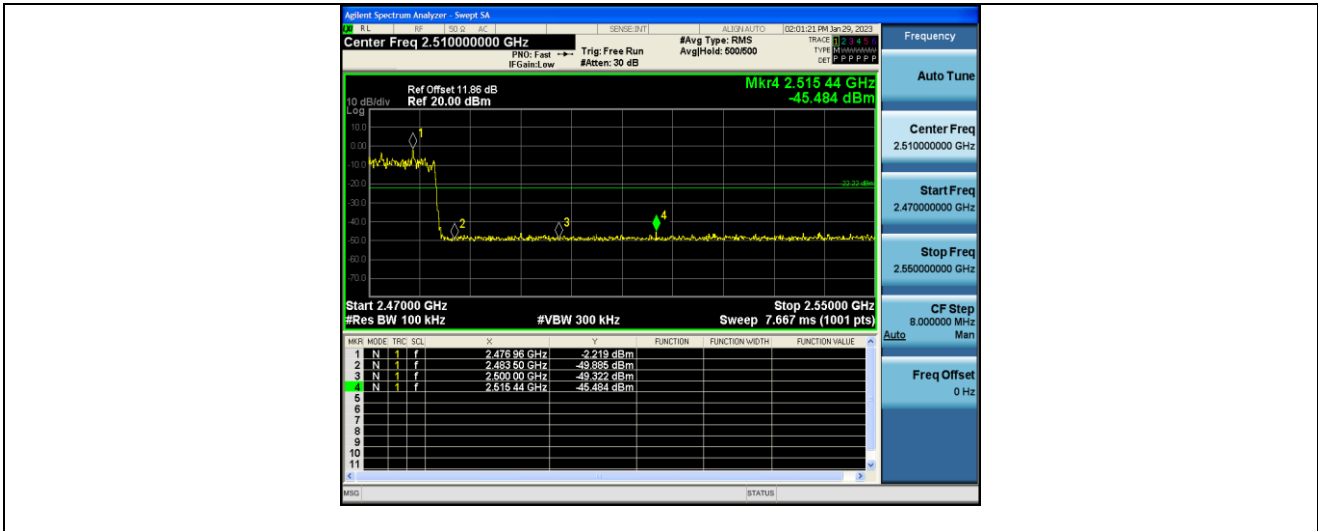 Agilent Spectrum Analyzer - Swept SA
RL RF 50 Ω AC SENSE:INT ALIGNAUTO 02:01:21 PM Jan 29, 2023
Center Freq 2.510000000 GHz
PNO: Fast
IFGain:Low
Trig: Free Run
#Atten: 30 dB
#Avg Type: RMS
Avg|Hold: 500/500
TRACE 1 2 3 4 5 6
TYPE
DET P P P P P P
Mkr4 2.515 44 GHz
-45.484 dBm
Ref Offset 11.86 dB
10 dB/div Ref 20.00 dBm
Log
10.0
0.00
-10.0
-20.0
-30.0
-40.0
-50.0
-60.0
-70.0
1
2
3
4
-22.22 dBm
Start 2.47000 GHz Stop 2.55000 GHz
#Res BW 100 kHz #VBW 300 kHz Sweep 7.667 ms (1001 pts)
MKR MODE TRC SCL X Y FUNCTION FUNCTION WIDTH FUNCTION VALUE
1 N 1 f 2.476 96 GHz -2.219 dBm
2 N 1 f 2.483 50 GHz -49.885 dBm
3 N 1 f 2.500 00 GHz -49.322 dBm
4 N 1 f 2.515 44 GHz -45.484 dBm
5
6
7
8
9
10
11
MSG STATUS
Frequency
Auto Tune
Center Freq
2.510000000 GHz
Start Freq
2.470000000 GHz
Stop Freq
2.550000000 GHz
CF Step
8.000000 MHz
Auto Man
Freq Offset
0 Hz